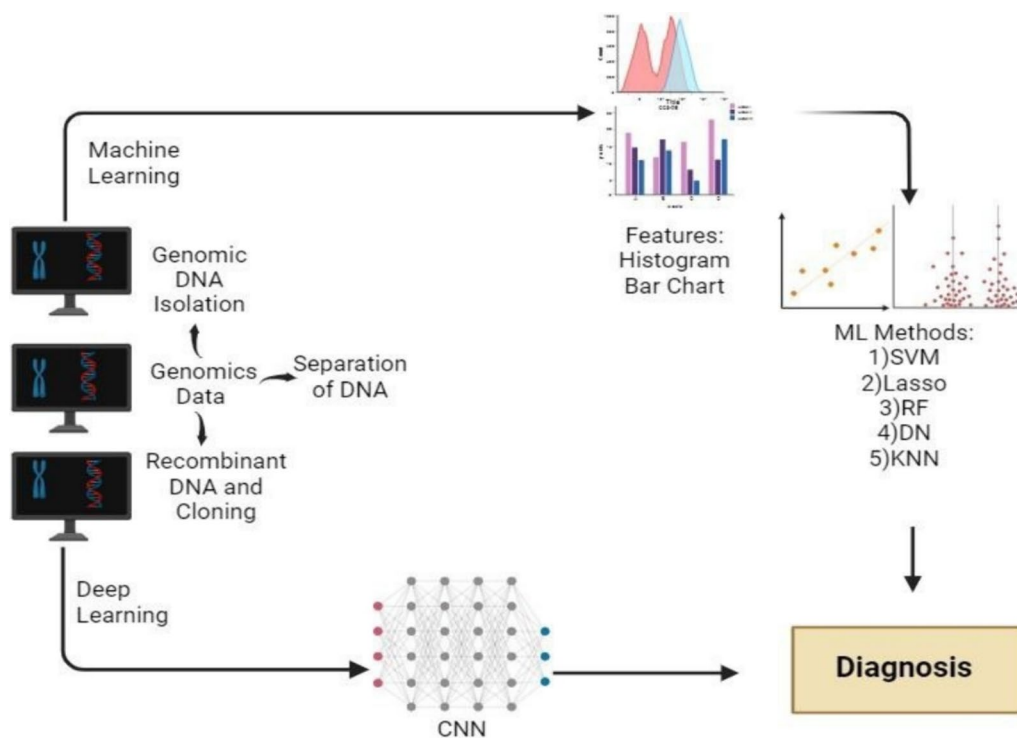 Machine
Learning
Genomic
DNA
Isolation
Genomics
Data
Separation
of DNA
Recombinant
DNA and
Cloning
Deep
Learning
Features:
Histogram
Bar Chart
ML Methods:
1)SVM
2)Lasso
3)RF
4)DN
5)KNN
CNN
Diagnosis